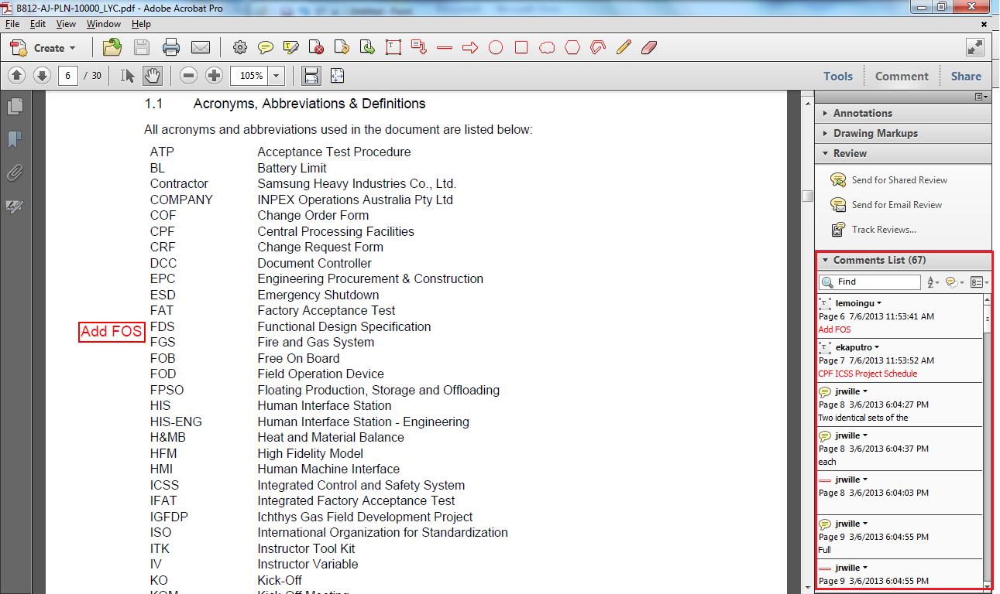 B812-AJ-PLN-10000_LYC.pdf - Adobe Acrobat Pro
File Edit View Window Help
Create
6 / 30 105% Tools Comment Share
1.1 Acronyms, Abbreviations & Definitions
All acronyms and abbreviations used in the document are listed below:
ATP Acceptance Test Procedure
BL Battery Limit
Contractor Samsung Heavy Industries Co., Ltd.
COMPANY INPEX Operations Australia Pty Ltd
COF Change Order Form
CPF Central Processing Facilities
CRF Change Request Form
DCC Document Controller
EPC Engineering Procurement & Construction
ESD Emergency Shutdown
FAT Factory Acceptance Test
Add FOS
FDS Functional Design Specification
FGS Fire and Gas System
FOB Free On Board
FOD Field Operation Device
FPSO Floating Production, Storage and Offloading
HIS Human Interface Station
HIS-ENG Human Interface Station - Engineering
H&MB Heat and Material Balance
HFM High Fidelity Model
HMI Human Machine Interface
ICSS Integrated Control and Safety System
IFAT Integrated Factory Acceptance Test
IGFDP Ichthys Gas Field Development Project
ISO International Organization for Standardization
ITK Instructor Tool Kit
IV Instructor Variable
KO Kick-Off
KOM Kick-Off Meeting
Annotations
Drawing Markups
Review
Send for Shared Review
Send for Email Review
Track Reviews...
Comments List (67)
Find
lemoingu
Page 6 7/6/2013 11:53:41 AM
Add FOS
ekaputro
Page 7 7/6/2013 11:53:52 AM
CPF ICSS Project Schedule
jrwille
Page 8 3/6/2013 6:04:27 PM
Two identical sets of the
jrwille
Page 8 3/6/2013 6:04:37 PM
each
jrwille
Page 8 3/6/2013 6:04:03 PM
jrwille
Page 9 3/6/2013 6:04:55 PM
Full
jrwille
Page 9 3/6/2013 6:04:55 PM